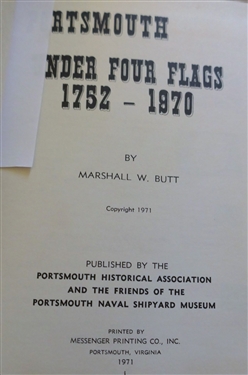 RTSMOUTH
NDER FOUR FLAGS
1752 - 1970
BY
MARSHALL W. BUTT
Copyright 1971
PUBLISHED BY THE
PORTSMOUTH HISTORICAL ASSOCIATION
AND THE FRIENDS OF THE
PORTSMOUTH NAVAL SHIPYARD MUSEUM
PRINTED BY
MESSENGER PRINTING CO., INC.
PORTSMOUTH, VIRGINIA
1971